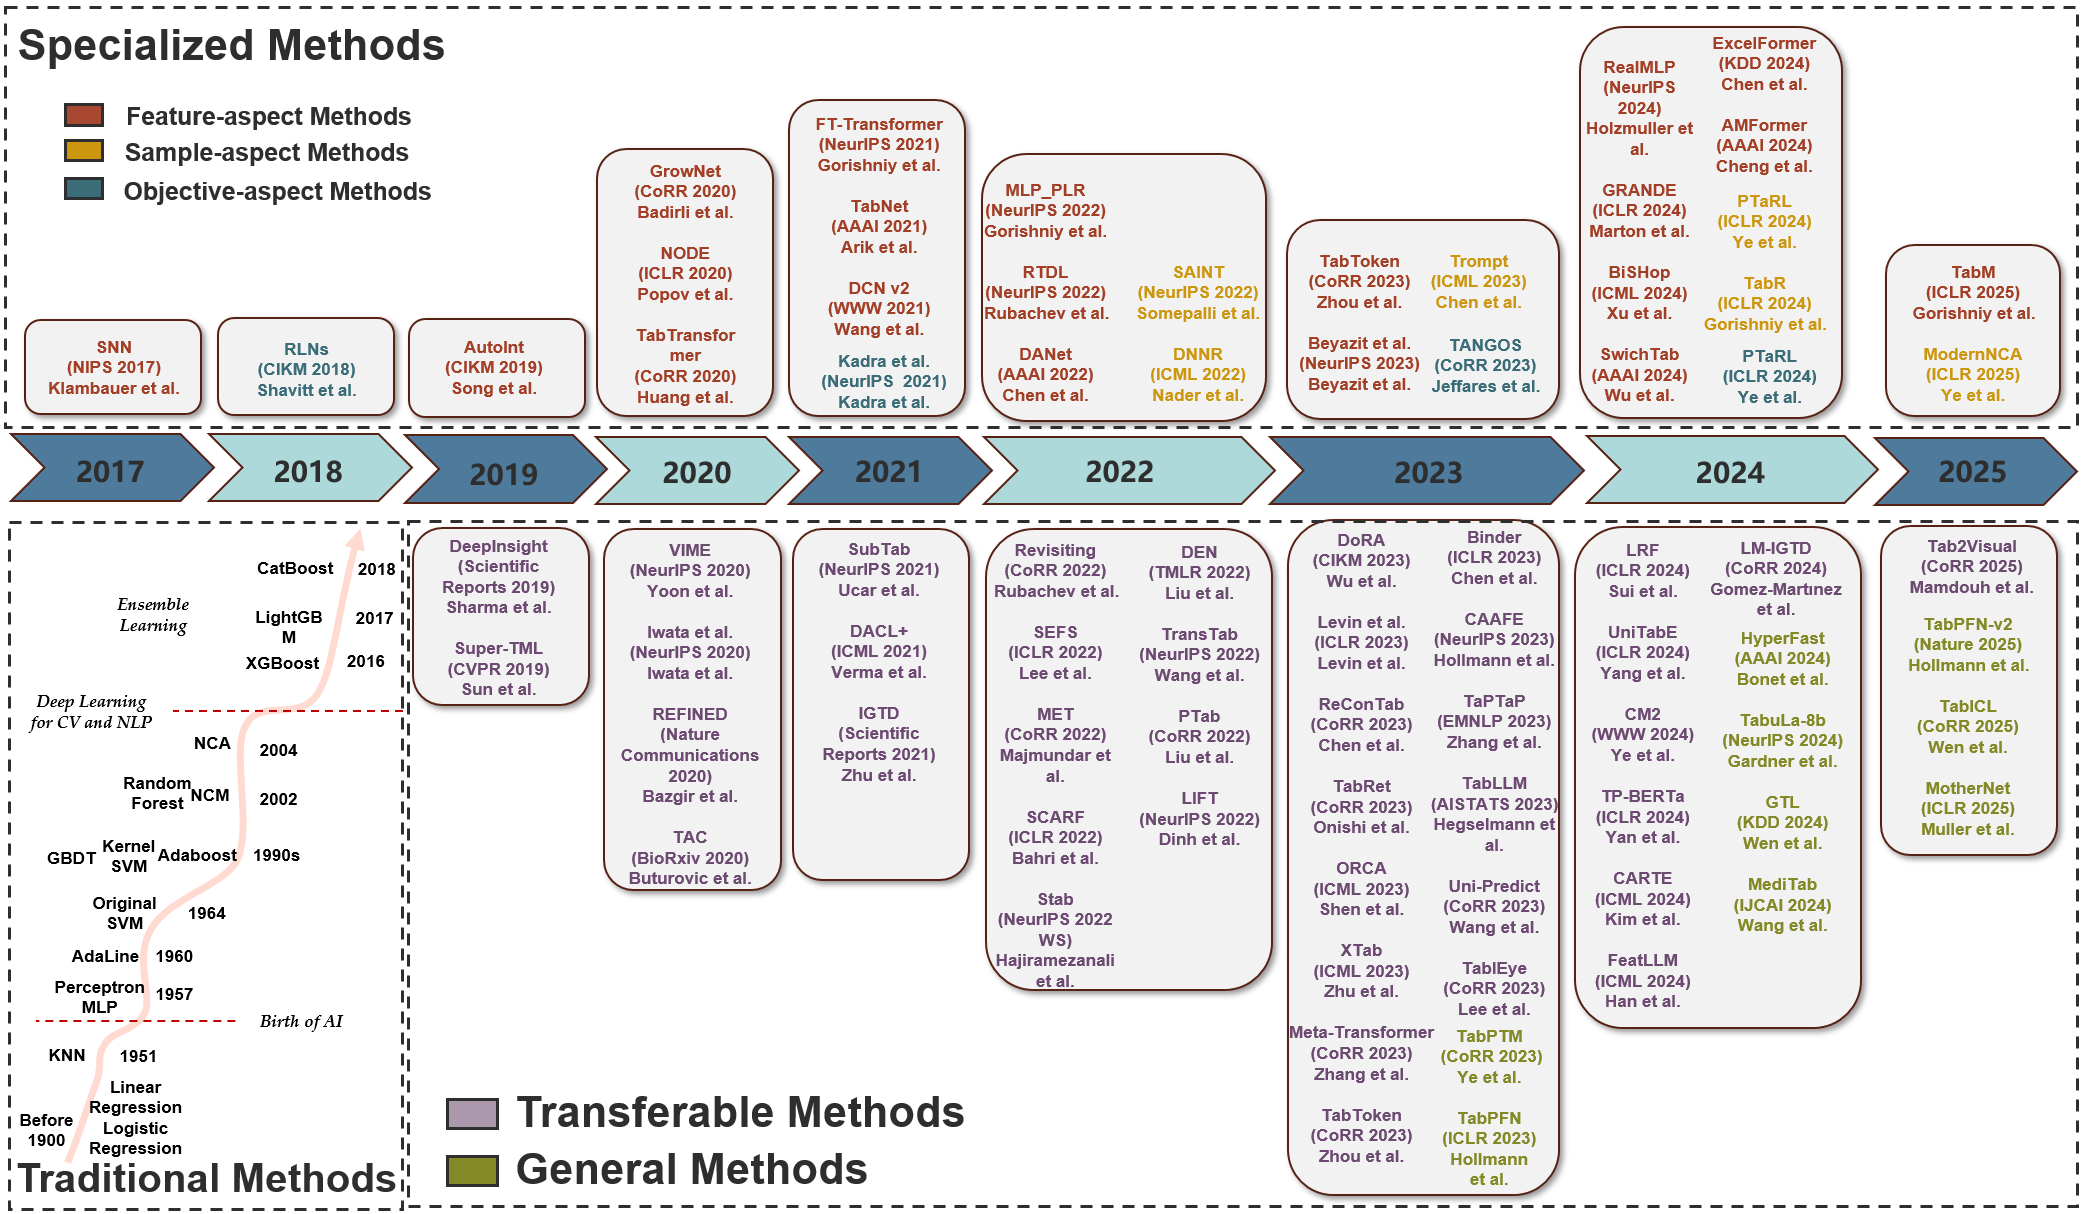 Specialized Methods
Feature-aspect Methods
Sample-aspect Methods
Objective-aspect Methods
SNN
(NIPS 2017)
Klambauer et al.
RLNs
(CIKM 2018)
Shavitt et al.
AutoInt
(CIKM 2019)
Song et al.
GrowNet
(CoRR 2020)
Badirli et al.
NODE
(ICLR 2020)
Popov et al.
TabTransfor
mer
(CoRR 2020)
Huang et al.
FT-Transformer
(NeurIPS 2021)
Gorishniy et al.
TabNet
(AAAI 2021)
Arik et al.
DCN v2
(WWW 2021)
Wang et al.
Kadra et al.
(NeurIPS  2021)
Kadra et al.
MLP_PLR
(NeurIPS 2022)
Gorishniy et al.
RTDL
(NeurIPS 2022)
Rubachev et al.
DANet
(AAAI 2022)
Chen et al.
SAINT
(NeurIPS 2022)
Somepalli et al.
DNNR
(ICML 2022)
Nader et al.
TabToken
(CoRR 2023)
Zhou et al.
Beyazit et al.
(NeurIPS 2023)
Beyazit et al.
Trompt
(ICML 2023)
Chen et al.
TANGOS
(CoRR 2023)
Jeffares et al.
RealMLP
(NeurIPS
2024)
Holzmuller et
al.
GRANDE
(ICLR 2024)
Marton et al.
BiSHop
(ICML 2024)
Xu et al.
SwichTab
(AAAI 2024)
Wu et al.
ExcelFormer
(KDD 2024)
Chen et al.
AMFormer
(AAAI 2024)
Cheng et al.
PTaRL
(ICLR 2024)
Ye et al.
TabR
(ICLR 2024)
Gorishniy et al.
PTaRL
(ICLR 2024)
Ye et al.
TabM
(ICLR 2025)
Gorishniy et al.
ModernNCA
(ICLR 2025)
Ye et al.
2017
2018
2019
2020
2021
2022
2023
2024
2025
CatBoost 2018
Ensemble
Learning
LightGB
M
2017
XGBoost 2016
Deep Learning
for CV and NLP
NCA 2004
Random
Forest
NCM 2002
GBDT
Kernel
SVM
Adaboost 1990s
Original
SVM
1964
AdaLine 1960
Perceptron
MLP
1957
Birth of AI
KNN 1951
Linear
Regression
Logistic
Regression
Before
1900
Traditional Methods
DeepInsight
(Scientific
Reports 2019)
Sharma et al.
Super-TML
(CVPR 2019)
Sun et al.
VIME
(NeurIPS 2020)
Yoon et al.
Iwata et al.
(NeurIPS 2020)
Iwata et al.
REFINED
(Nature
Communications
2020)
Bazgir et al.
TAC
(BioRxiv 2020)
Buturovic et al.
SubTab
(NeurIPS 2021)
Ucar et al.
DACL+
(ICML 2021)
Verma et al.
IGTD
(Scientific
Reports 2021)
Zhu et al.
Revisiting
(CoRR 2022)
Rubachev et al.
SEFS
(ICLR 2022)
Lee et al.
MET
(CoRR 2022)
Majmundar et
al.
SCARF
(ICLR 2022)
Bahri et al.
Stab
(NeurIPS 2022
WS)
Hajiramezanali
et al.
DEN
(TMLR 2022)
Liu et al.
TransTab
(NeurIPS 2022)
Wang et al.
PTab
(CoRR 2022)
Liu et al.
LIFT
(NeurIPS 2022)
Dinh et al.
DoRA
(CIKM 2023)
Wu et al.
Levin et al.
(ICLR 2023)
Levin et al.
ReConTab
(CoRR 2023)
Chen et al.
TabRet
(CoRR 2023)
Onishi et al.
ORCA
(ICML 2023)
Shen et al.
XTab
(ICML 2023)
Zhu et al.
Meta-Transformer
(CoRR 2023)
Zhang et al.
TabToken
(CoRR 2023)
Zhou et al.
Binder
(ICLR 2023)
Chen et al.
CAAFE
(NeurIPS 2023)
Hollmann et al.
TaPTaP
(EMNLP 2023)
Zhang et al.
TabLLM
(AISTATS 2023)
Hegselmann et
al.
Uni-Predict
(CoRR 2023)
Wang et al.
TablEye
(CoRR 2023)
Lee et al.
TabPTM
(CoRR 2023)
Ye et al.
TabPFN
(ICLR 2023)
Hollmann
et al.
LRF
(ICLR 2024)
Sui et al.
UniTabE
(ICLR 2024)
Yang et al.
CM2
(WWW 2024)
Ye et al.
TP-BERTa
(ICLR 2024)
Yan et al.
CARTE
(ICML 2024)
Kim et al.
FeatLLM
(ICML 2024)
Han et al.
LM-IGTD
(CoRR 2024)
Gomez-Martınez
et al.
HyperFast
(AAAI 2024)
Bonet et al.
TabuLa-8b
(NeurIPS 2024)
Gardner et al.
GTL
(KDD 2024)
Wen et al.
MediTab
(IJCAI 2024)
Wang et al.
Tab2Visual
(CoRR 2025)
Mamdouh et al.
TabPFN-v2
(Nature 2025)
Hollmann et al.
TabICL
(CoRR 2025)
Wen et al.
MotherNet
(ICLR 2025)
Muller et al.
Transferable Methods
General Methods